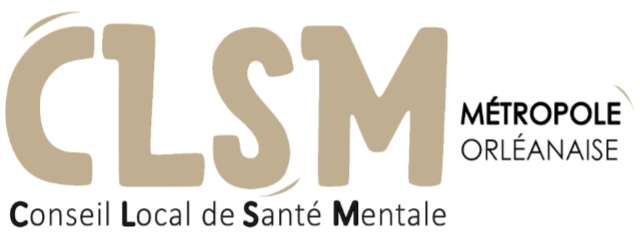 CLSM
MÉTROPOLE
ORLÉANAISE
Conseil Local de Santé Mentale